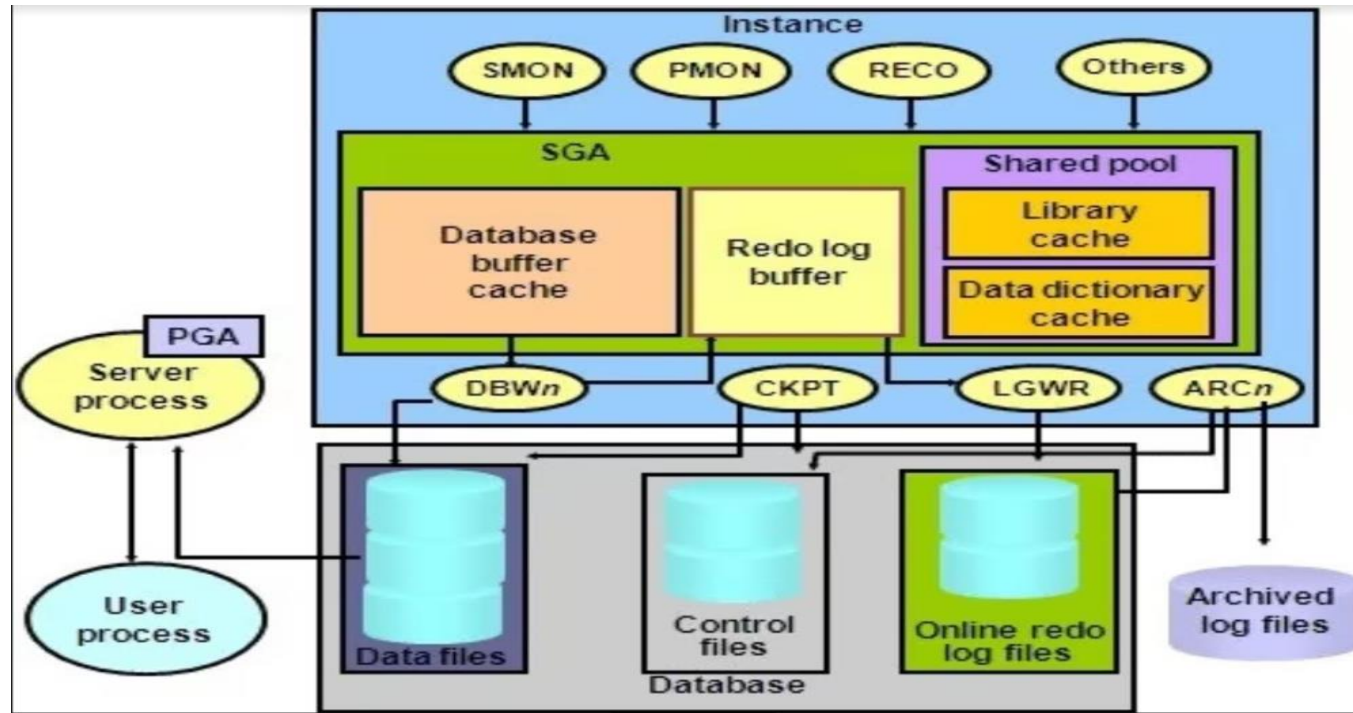 Instance
SMON
PMON
RECO
Others
SGA
Shared pool
Database
buffer
cache
Redo log
buffer
Library
cache
Data dictionary
cache
PGA
Server
process
DBWn
CKPT
LGWR
ARCn
User
process
Data files
Control
files
Online redo
log files
Archived
log files
Database